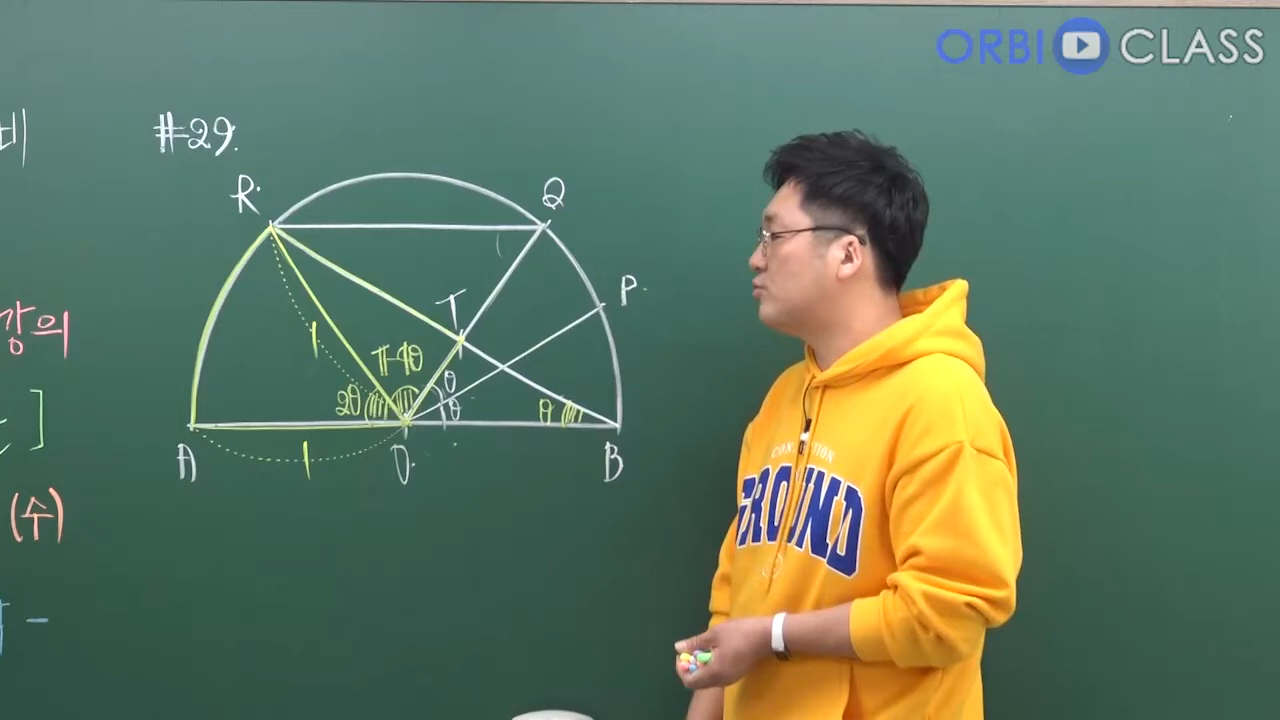 ORBI CLASS
비
#29.
R
Q
P.
T
1
π-4θ
θ
2θ
θ
θ
A
1
O.
B
강의
]
(수)
GROUND